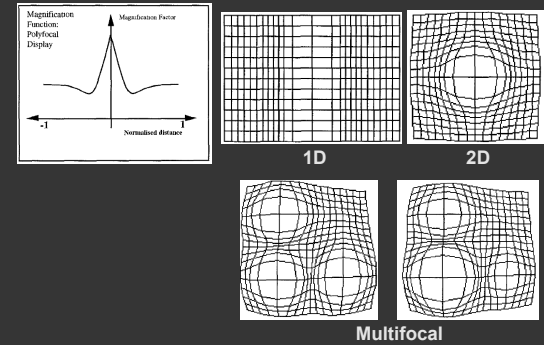 Magnification
Function:
Polyfocal
Display
Magnification Factor
-1
1
Normalised distance
1D
2D
Multifocal